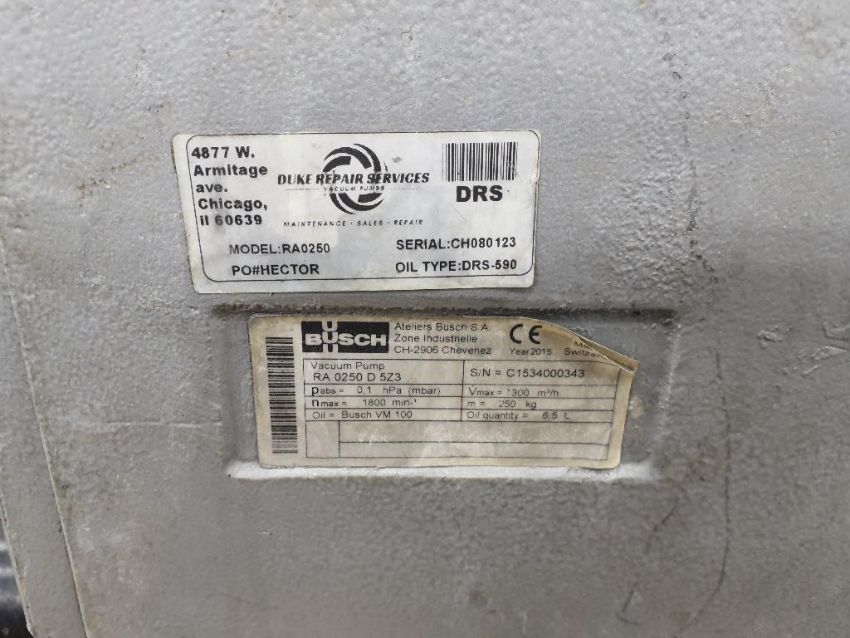 4877 W.
Armitage
ave.
Chicago,
Il 60639
DUKE REPAIR SERVICES
VACUUM PUMPS
MAINTENANCE - SALES - REPAIR
DRS
MODEL:RA0250
SERIAL:CH080123
PO#HECTOR
OIL TYPE:DRS-590
BUSCH
Ateliers Busch S.A.
Zone Industrielle
CH-2906 Chevenez
CE
Year2015
Switzer
Vacuum Pump
RA 0250 D 5Z3
S/N = C1534000343
pabs = 0.1 hPa (mbar)
Vmax= 1300 m³/h
nmax = 1800 min-¹
m = 250 kg
Oil = Busch VM 100
Oil quantity = 6.5 L